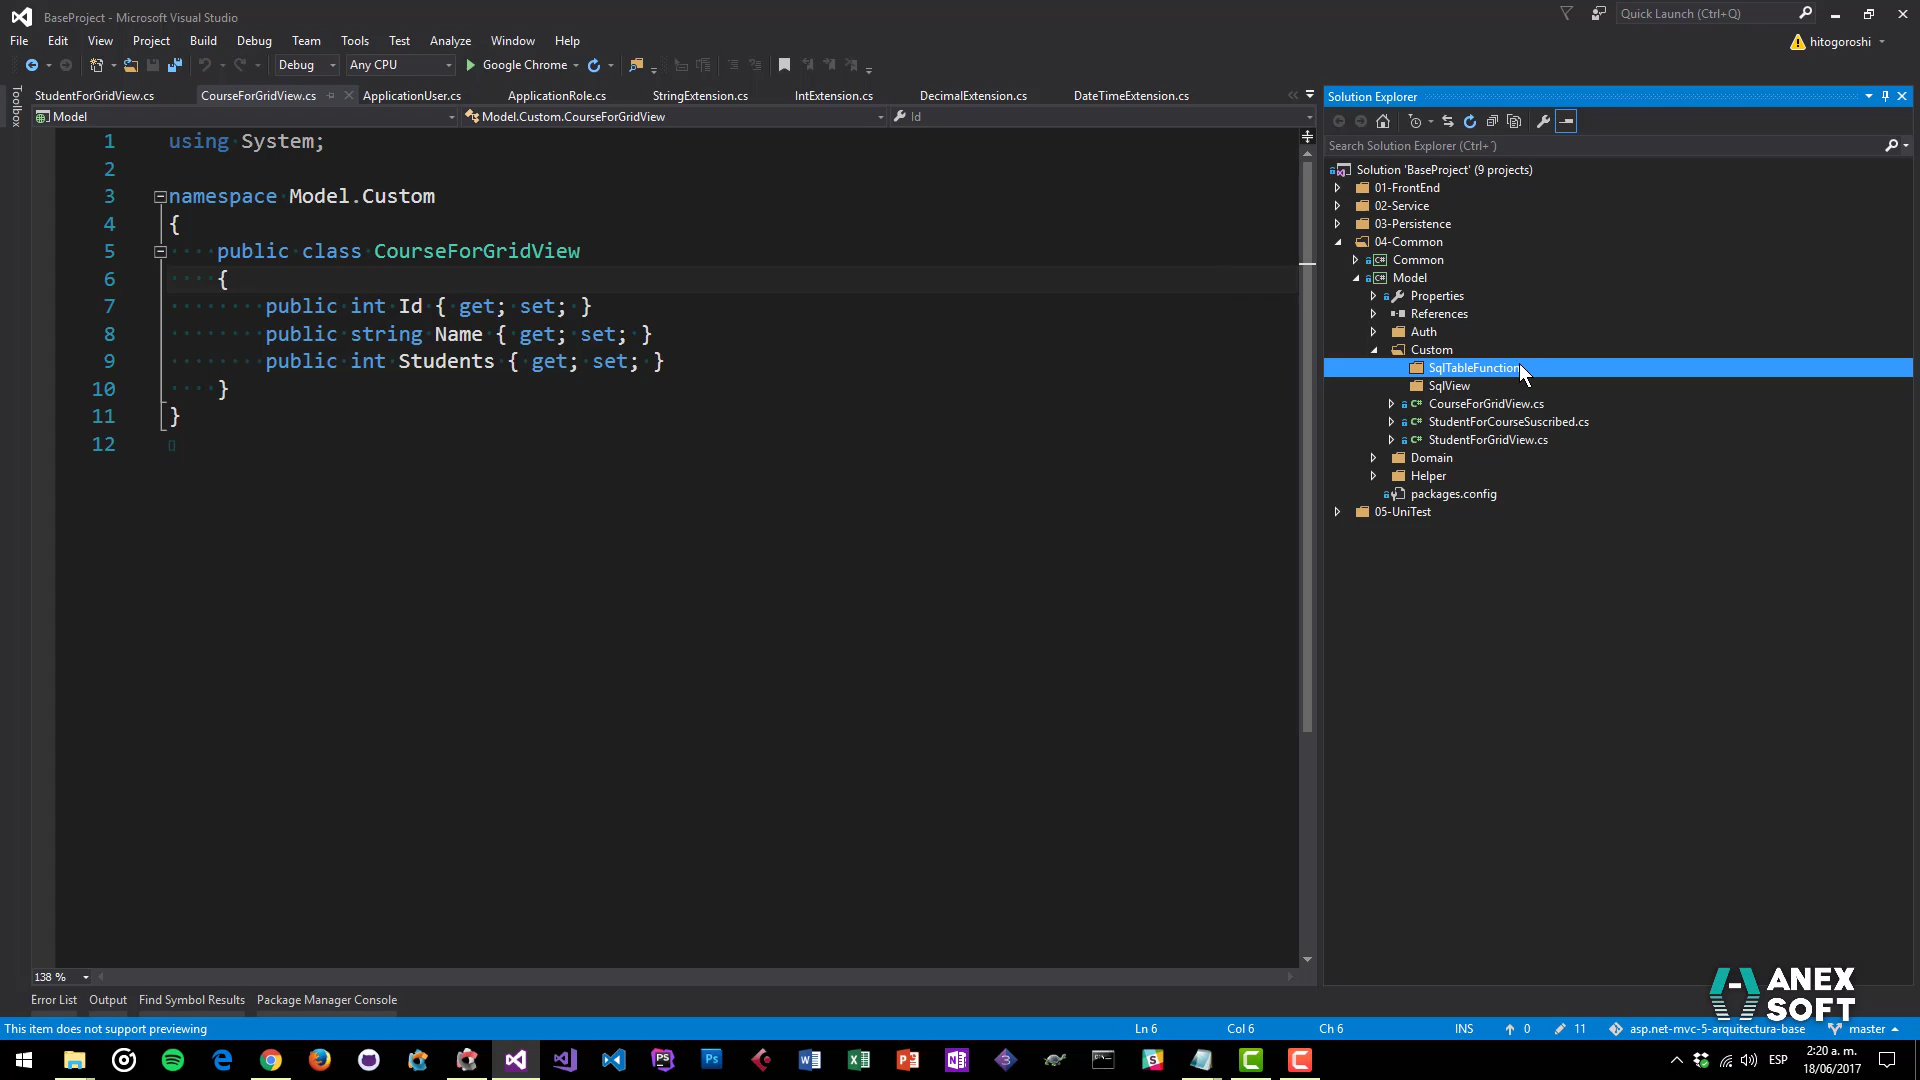 BaseProject - Microsoft Visual Studio
Quick Launch (Ctrl+Q)
File Edit View Project Build Debug Team Tools Test Analyze Window Help
hitogoroshi
Debug Any CPU Google Chrome
Toolbox
StudentForGridView.cs CourseForGridView.cs ApplicationUser.cs ApplicationRole.cs StringExtension.cs IntExtension.cs DecimalExtension.cs DateTimeExtension.cs
Model Model.Custom.CourseForGridView Id
1 using System;
2
3 namespace Model.Custom
4 {
5 public class CourseForGridView
6 {
7 public int Id { get; set; }
8 public string Name { get; set; }
9 public int Students { get; set; }
10 }
11 }
12
138 %
Solution Explorer
Search Solution Explorer (Ctrl+´)
Solution 'BaseProject' (9 projects)
01-FrontEnd
02-Service
03-Persistence
04-Common
Common
Model
Properties
References
Auth
Custom
SqlTableFunction
SqlView
CourseForGridView.cs
StudentForCourseSuscribed.cs
StudentForGridView.cs
Domain
Helper
packages.config
05-UniTest
ANEX
SOFT
Error List Output Find Symbol Results Package Manager Console
This item does not support previewing Ln 6 Col 6 Ch 6 INS 0 11 asp.net-mvc-5-arquitectura-base master
ESP
2:20 a. m.
18/06/2017